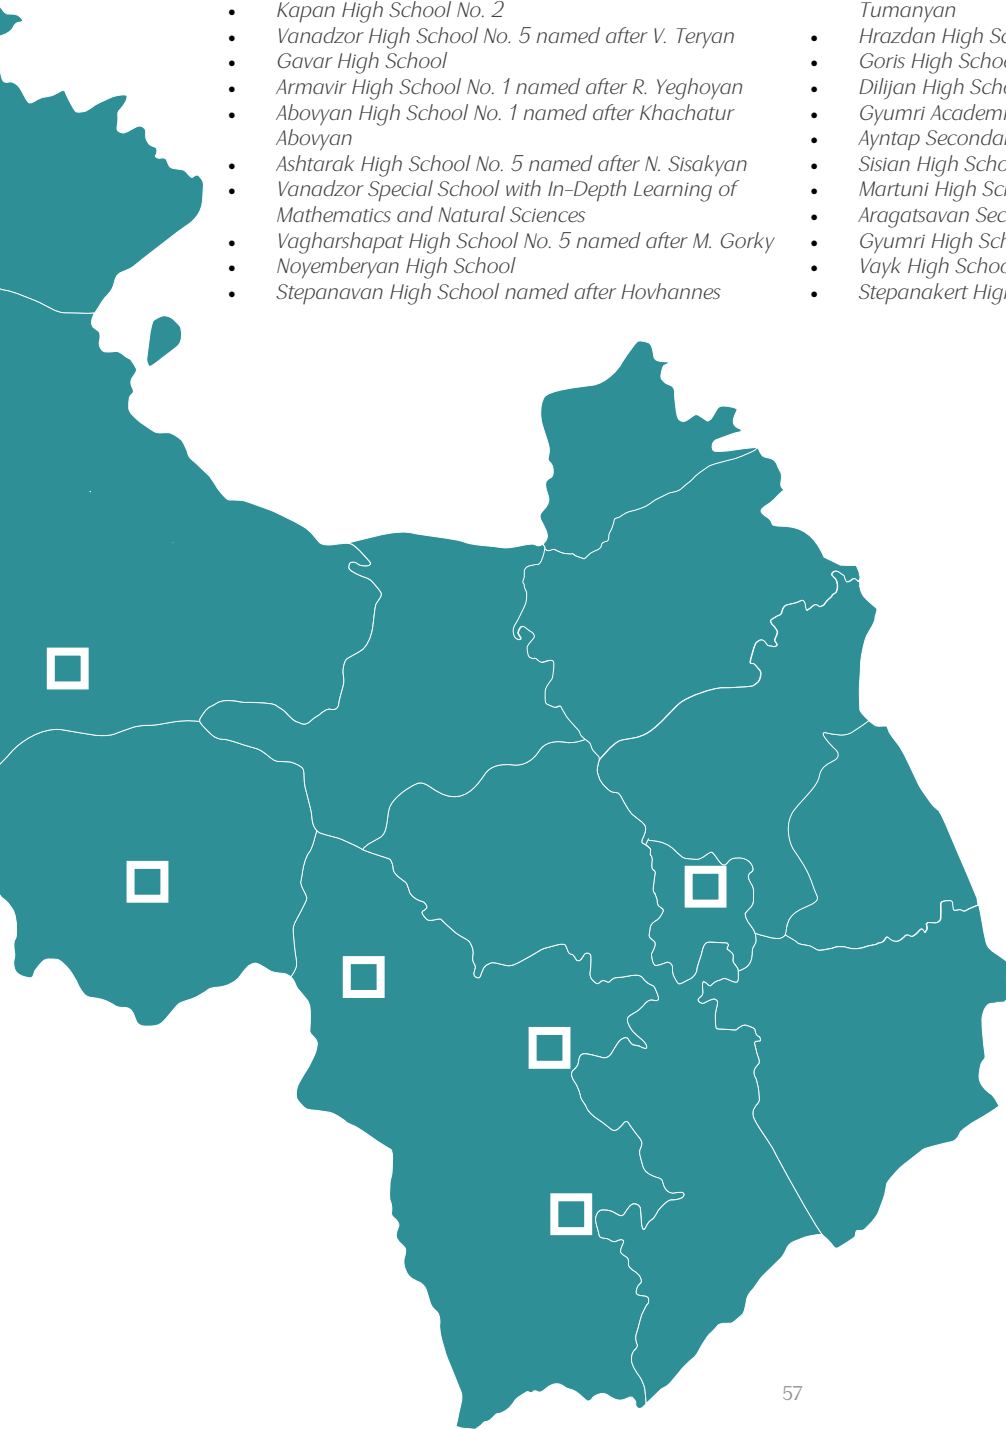 Kapan High School No. 2
Vanadzor High School No. 5 named after V. Teryan
Gavar High School
Armavir High School No. 1 named after R. Yeghoyan
Abovyan High School No. 1 named after Khachatur
Abovyan
Ashtarak High School No. 5 named after N. Sisakyan
Vanadzor Special School with In-Depth Learning of
Mathematics and Natural Sciences
Vagharshapat High School No. 5 named after M. Gorky
Noyemberyan High School
Stepanavan High School named after Hovhannes
Tumanyan
Hrazdan High
Goris High
Dilijan High
Gyumri
Ayntap
Sisian High
Martuni High
Aragatsavan
Gyumri High
Vayk High
Stepanakert
57